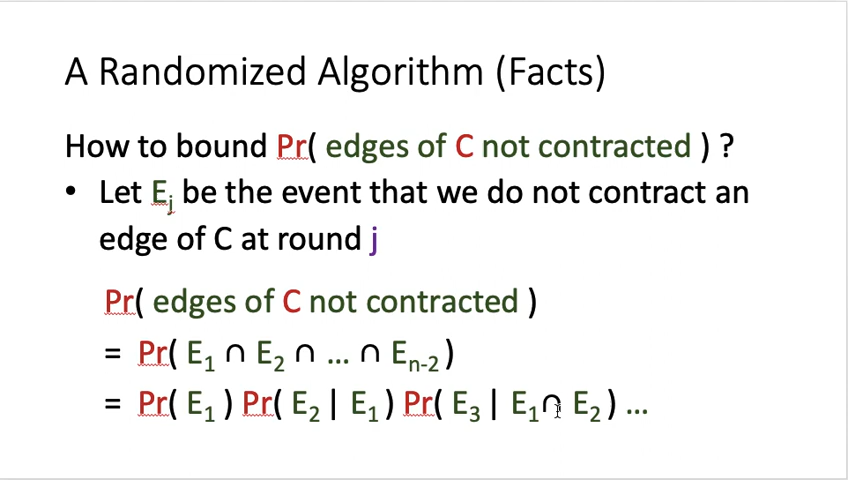 A Randomized Algorithm (Facts)
How to bound Pr( edges of C not contracted ) ?
• Let Eⱼ be the event that we do not contract an
edge of C at round j
Pr( edges of C not contracted )
= Pr( E₁ ∩ E₂ ∩ … ∩ Eₙ₋₂ )
= Pr( E₁ ) Pr( E₂ | E₁ ) Pr( E₃ | E₁∩ E₂ ) …